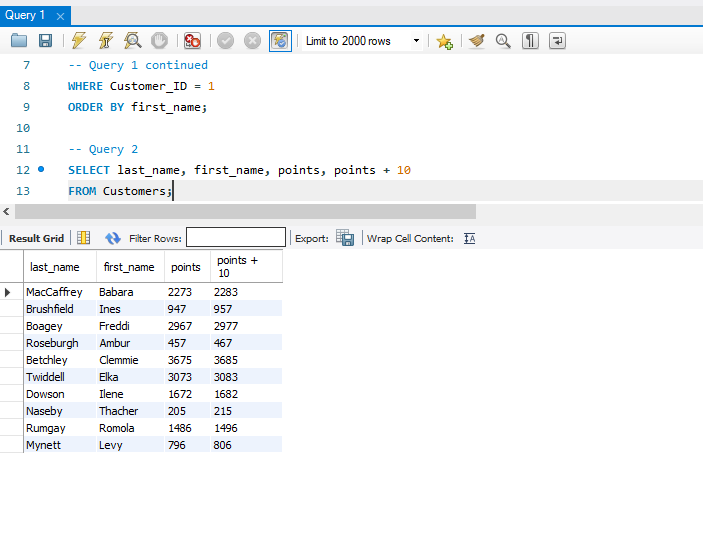 Query 1
Limit to 2000 rows
7 -- Query 1 continued
8 WHERE Customer_ID = 1
9 ORDER BY first_name;
10
11 -- Query 2
12 SELECT last_name, first_name, points, points + 10
13 FROM Customers;
Result Grid Filter Rows: Export: Wrap Cell Content:
last_name first_name points points + 10
MacCaffrey Babara 2273 2283
Brushfield Ines 947 957
Boagey Freddi 2967 2977
Roseburgh Ambur 457 467
Betchley Clemmie 3675 3685
Twiddell Elka 3073 3083
Dowson Ilene 1672 1682
Naseby Thacher 205 215
Rumgay Romola 1486 1496
Mynett Levy 796 806